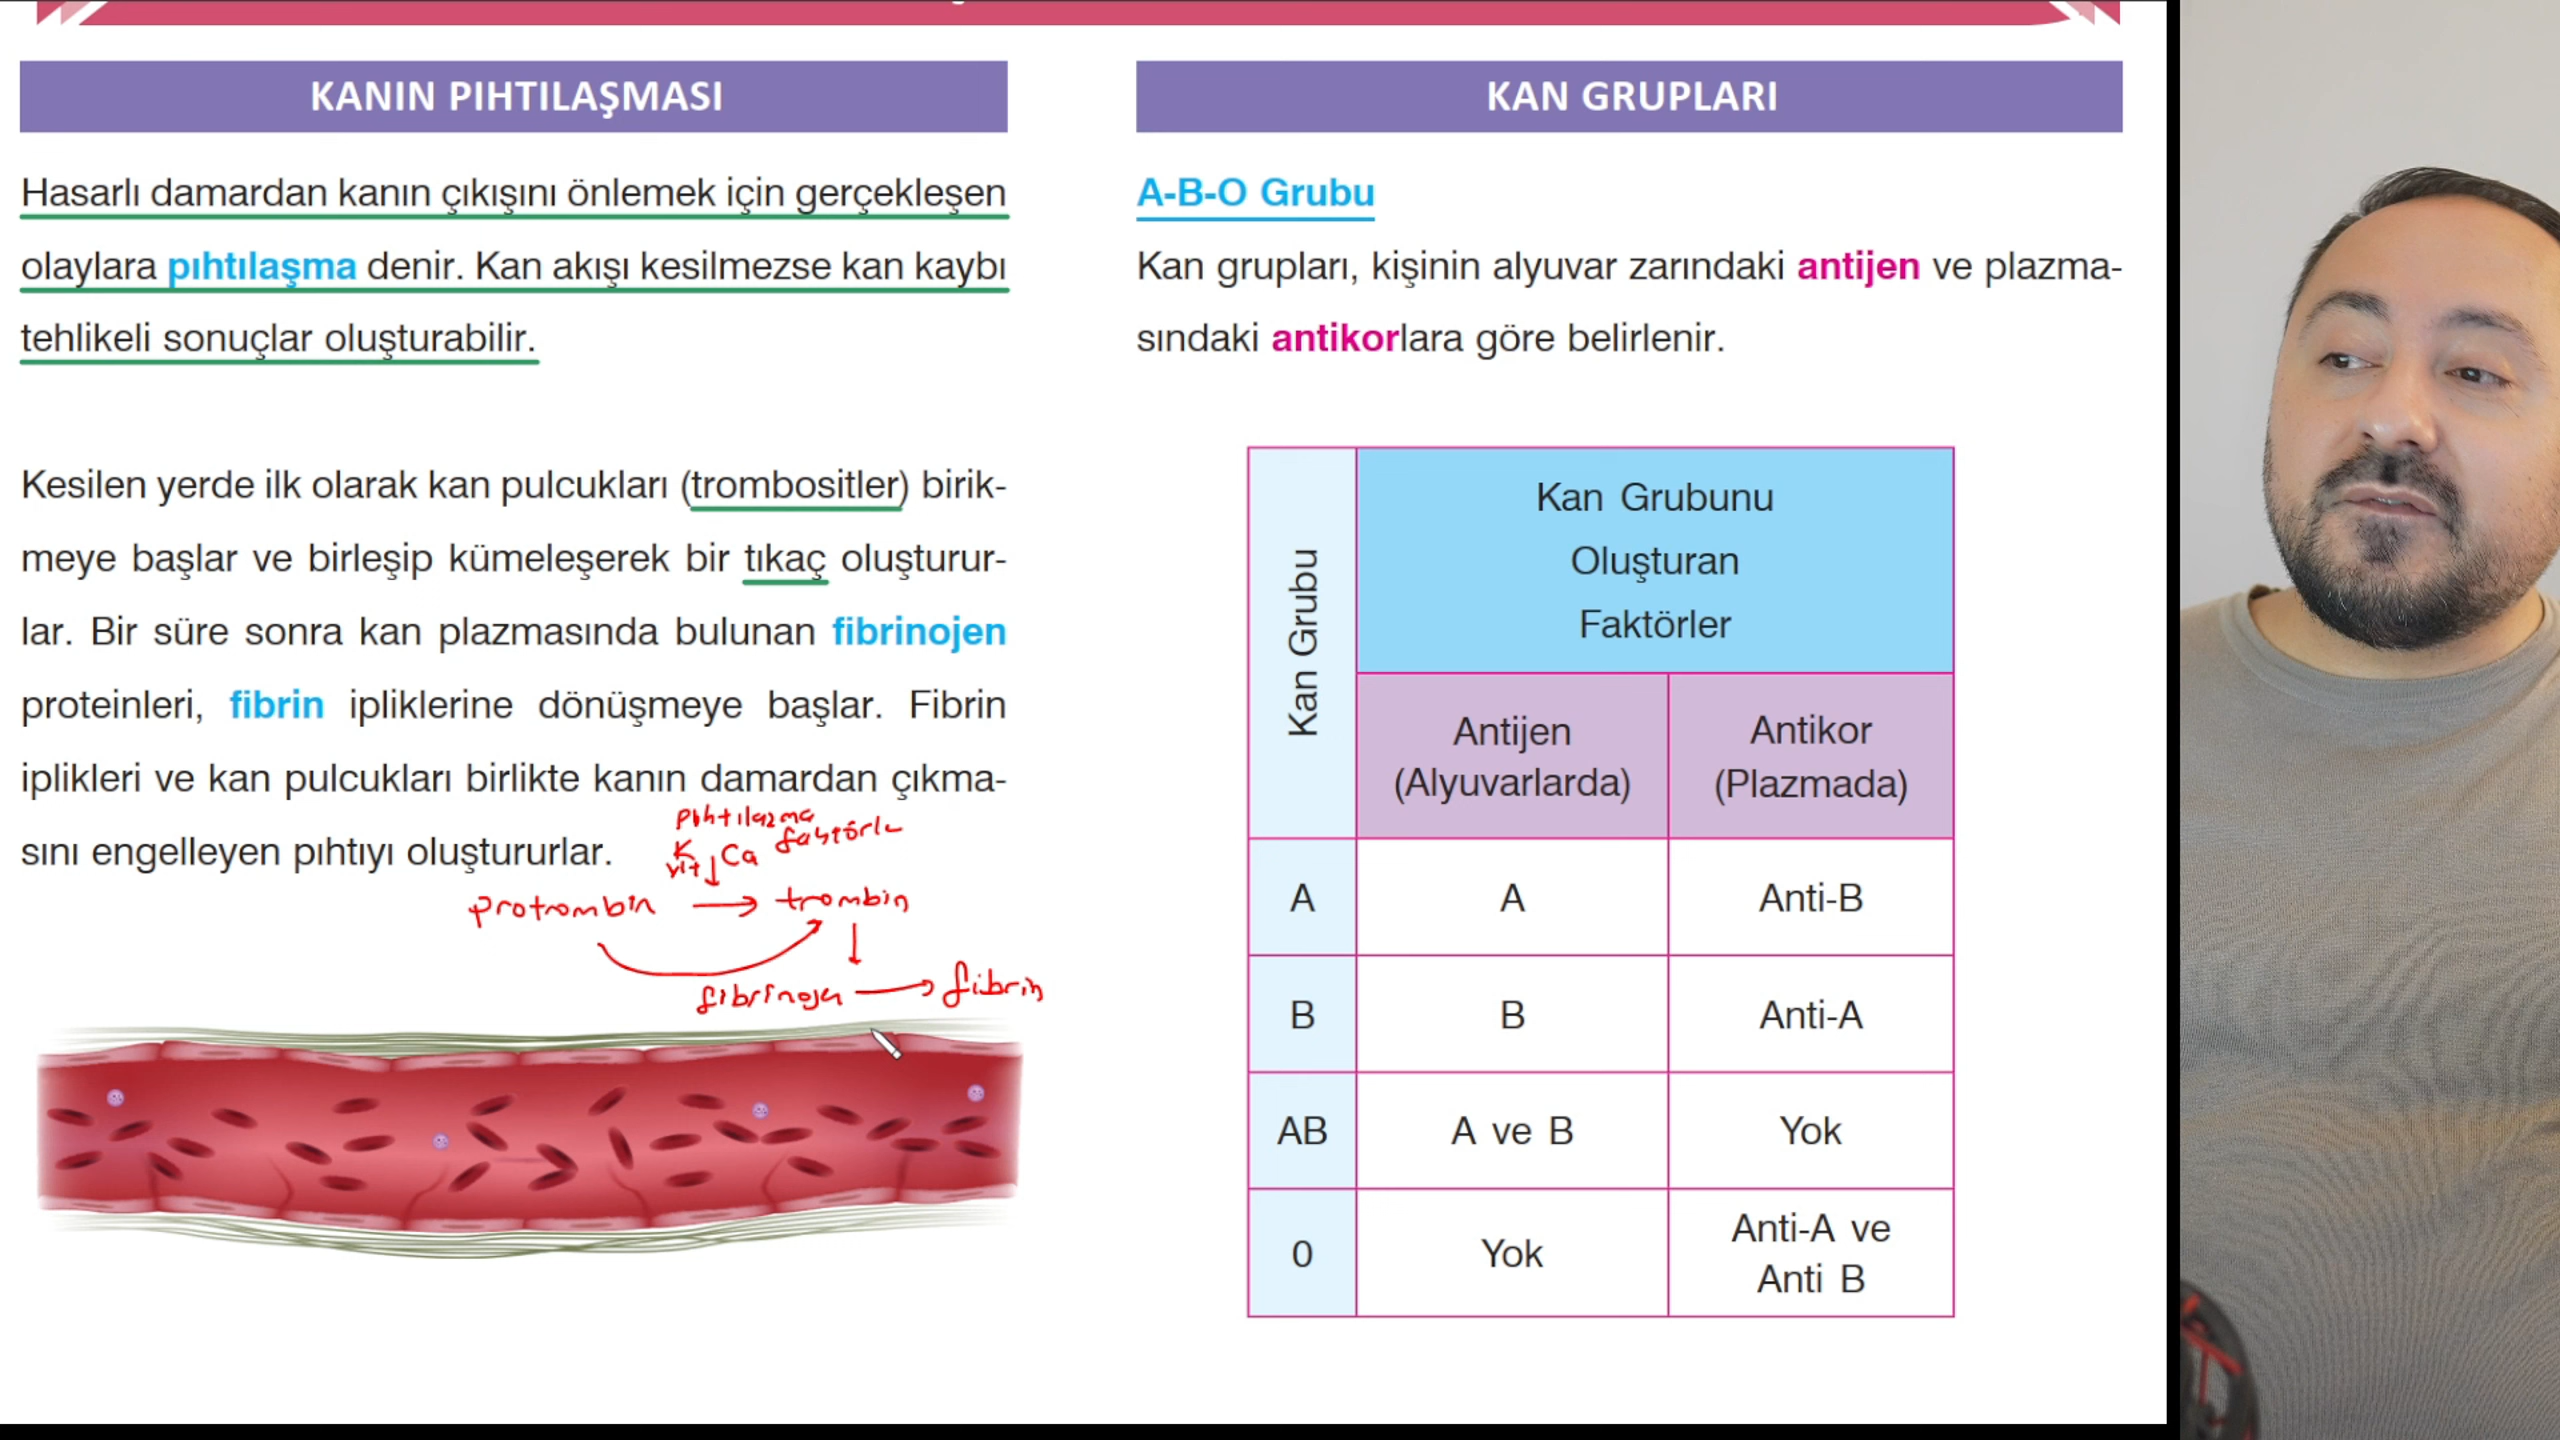 KANIN PIHTILAŞMASI
Hasarlı damardan kanın çıkışını önlemek için gerçekleşen
olaylara pıhtılaşma denir. Kan akışı kesilmezse kan kaybı
tehlikeli sonuçlar oluşturabilir.
Kesilen yerde ilk olarak kan pulcukları (trombositler) birik-
meye başlar ve birleşip kümeleşerek bir tıkaç oluşturur-
lar. Bir süre sonra kan plazmasında bulunan fibrinojen
proteinleri, fibrin ipliklerine dönüşmeye başlar. Fibrin
iplikleri ve kan pulcukları birlikte kanın damardan çıkma-
sını engelleyen pıhtıyı oluştururlar.
K vit Ca
protrombin → trombin
fibrin
KAN GRUPLARI
A-B-O Grubu
Kan grupları, kişinin alyuvar zarındaki antijen ve plazma-
sındaki antikorlara göre belirlenir.
Kan Grubu
Kan Grubunu
Oluşturan
Faktörler
Antijen
(Alyuvarlarda)
Antikor
(Plazmada)
A A Anti-B
B B Anti-A
AB A ve B Yok
0 Yok Anti-A ve
Anti B